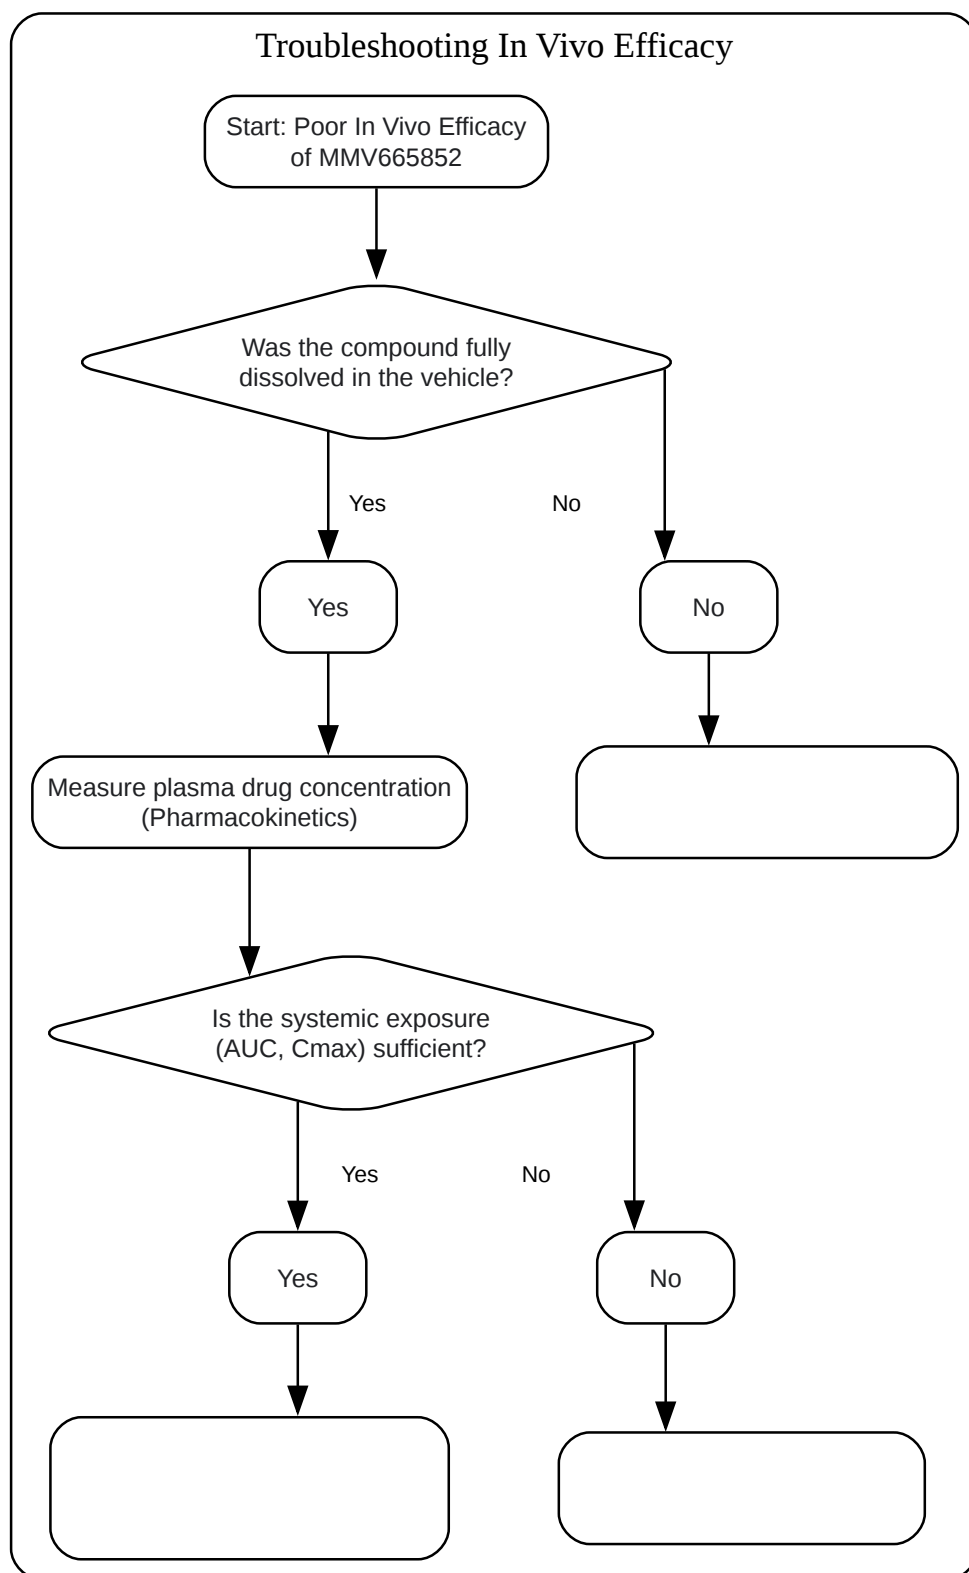 Troubleshooting In Vivo Efficacy
Start: Poor In Vivo Efficacy
of MMV665852
Was the compound fully
dissolved in the vehicle?
Yes
No
Yes
No
Measure plasma drug concentration
(Pharmacokinetics)
Is the systemic exposure
(AUC, Cmax) sufficient?
Yes
No
Yes
No